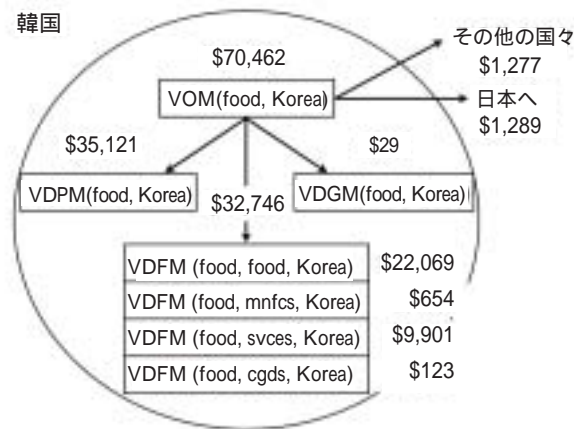 韓国
その他の国々
$1,277
$70,462
VOM(food, Korea)
日本へ
$1,289
$35,121
$29
VDPM(food, Korea)
$32,746
VDGM(food, Korea)
VDFM (food, food, Korea) $22,069
VDFM (food, mnfcs, Korea) $654
VDFM (food, svces, Korea) $9,901
VDFM (food, cgds, Korea) $123